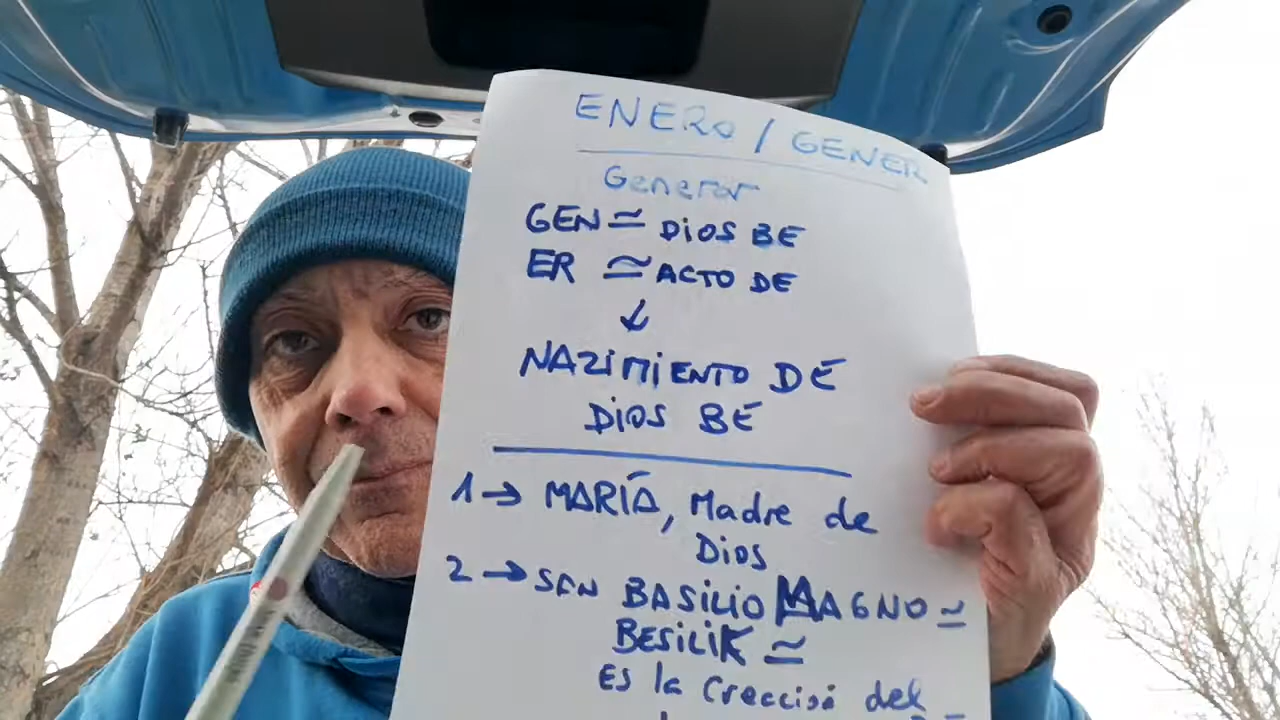 ENERO / GENER
Generar
GEN ≃ DIOS BE
ER ≃ ACTO DE
↓
NAZIMIENTO DE
DIOS BE
1 → MARÍA, Madre de
Dios
2 → SAN BASILIO MAGNO ≃
BESILIK ≃
ES la Crecció del